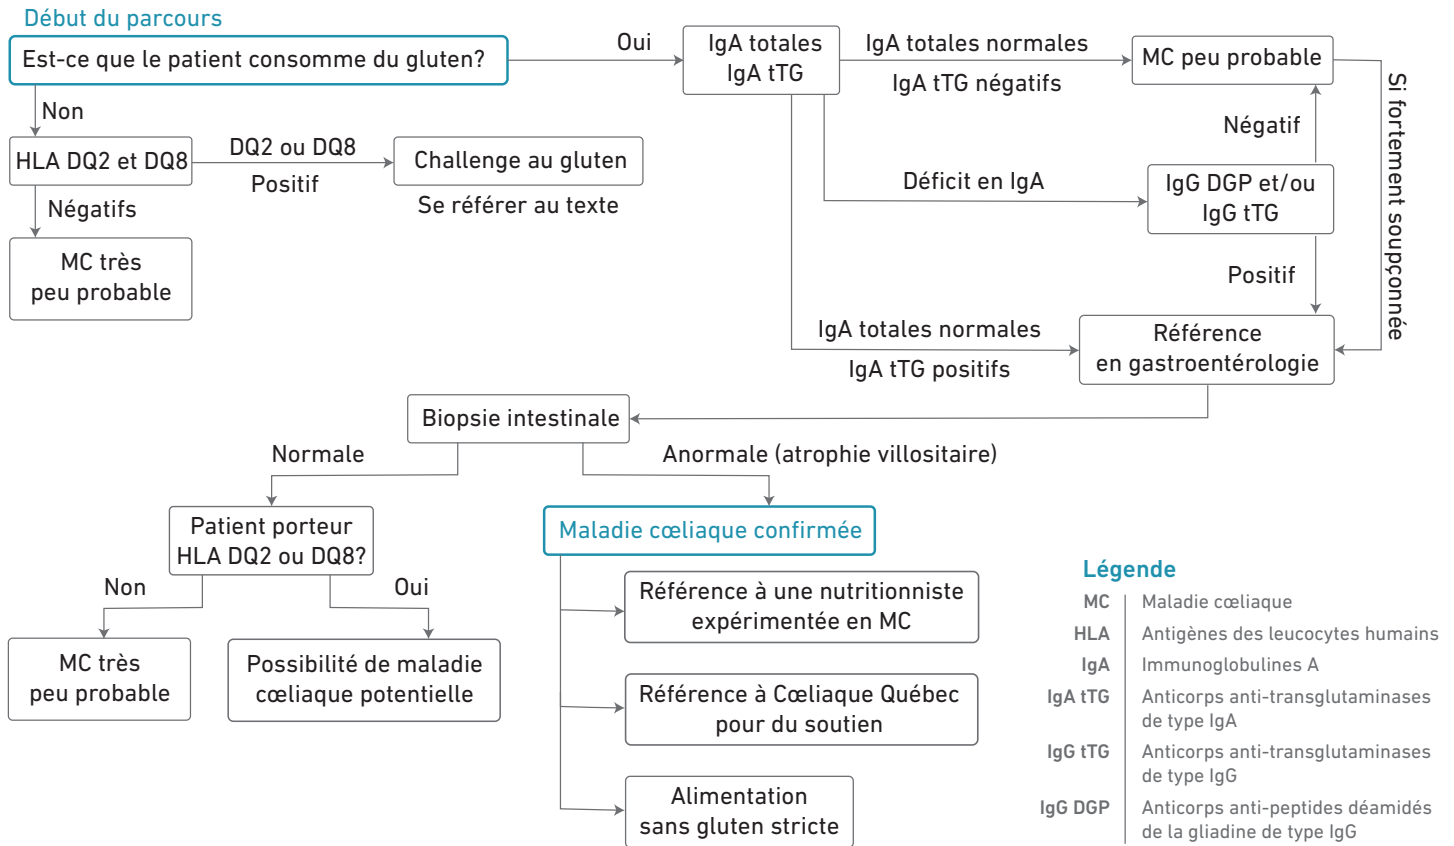 Début du parcours
Est-ce que le patient consomme du gluten?
Oui
IgA totales
IgA tTG
IgA totales normales
IgA tTG négatifs
MC peu probable
Si fortement soupçonnée
Non
HLA DQ2 et DQ8
DQ2 ou DQ8
Positif
Challenge au gluten
Se référer au texte
Négatifs
MC très
peu probable
Déficit en IgA
Négatif
IgG DGP et/ou
IgG tTG
Positif
IgA totales normales
IgA tTG positifs
Référence
en gastroentérologie
Biopsie intestinale
Normale
Anormale (atrophie villositaire)
Patient porteur
HLA DQ2 ou DQ8?
Non
Oui
MC très
peu probable
Possibilité de maladie
cœliaque potentielle
Maladie cœliaque confirmée
Référence à une nutritionniste
expérimentée en MC
Référence à Cœliaque Québec
pour du soutien
Alimentation
sans gluten stricte
Légende
MC Maladie cœliaque
HLA Antigènes des leucocytes humains
IgA Immunoglobulines A
IgA tTG Anticorps anti-transglutaminases
de type IgA
IgG tTG Anticorps anti-transglutaminases
de type IgG
IgG DGP Anticorps anti-peptides déamidés
de la gliadine de type IgG